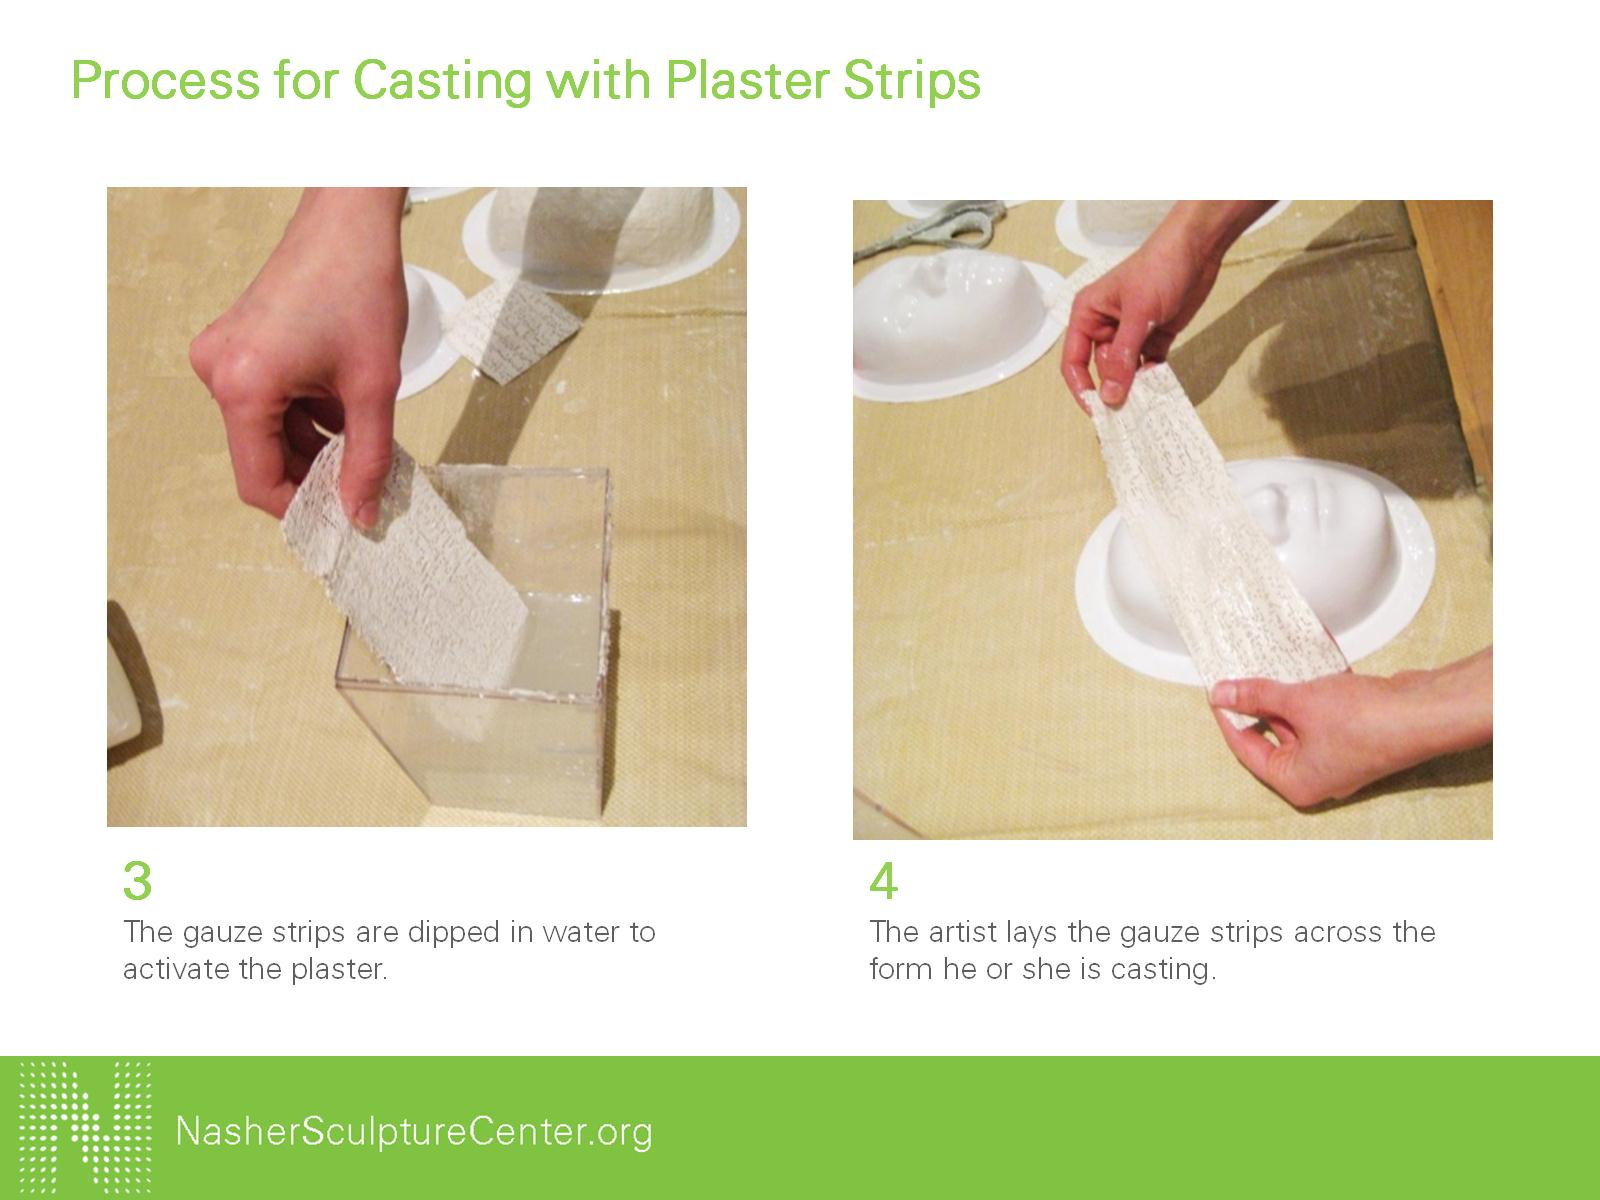 Process for Casting with Plaster Strips
3
The gauze strips are dipped in water to
activate the plaster.
4
The artist lays the gauze strips across the
form he or she is casting.
NasherSculptureCenter.org